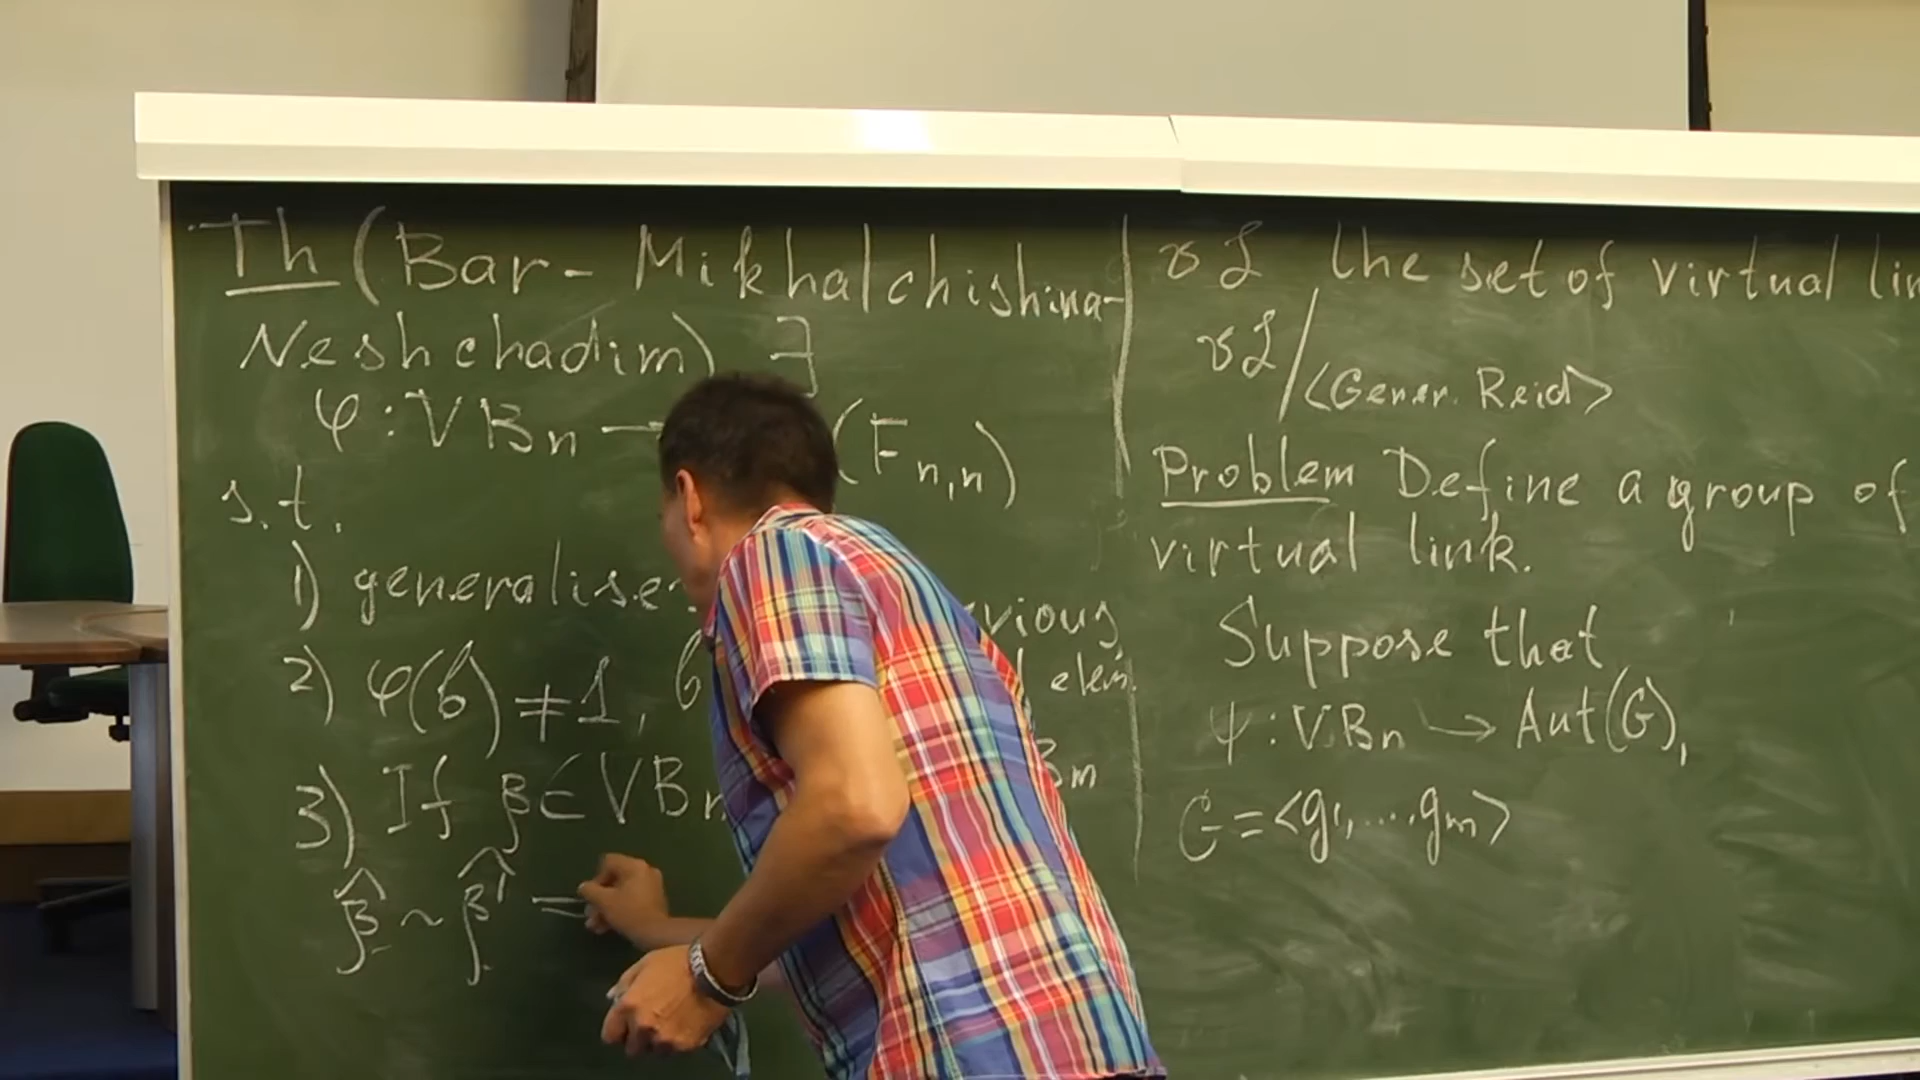 Th (Bar - Mikhalchishina-
Neshchadim) ∃
φ : VBn → (Fn,n)
s.t.
1) generalise
2) φ(b) ≠ 1, b elem.
3) If β ∈ VBn
β̂ ~ β̂' =
vL the set of virtual
vL/<Gener. Reid>
Problem Define a group of
virtual link.
Suppose that
ψ : VBn → Aut(G),
G = <g1, ..., gm>